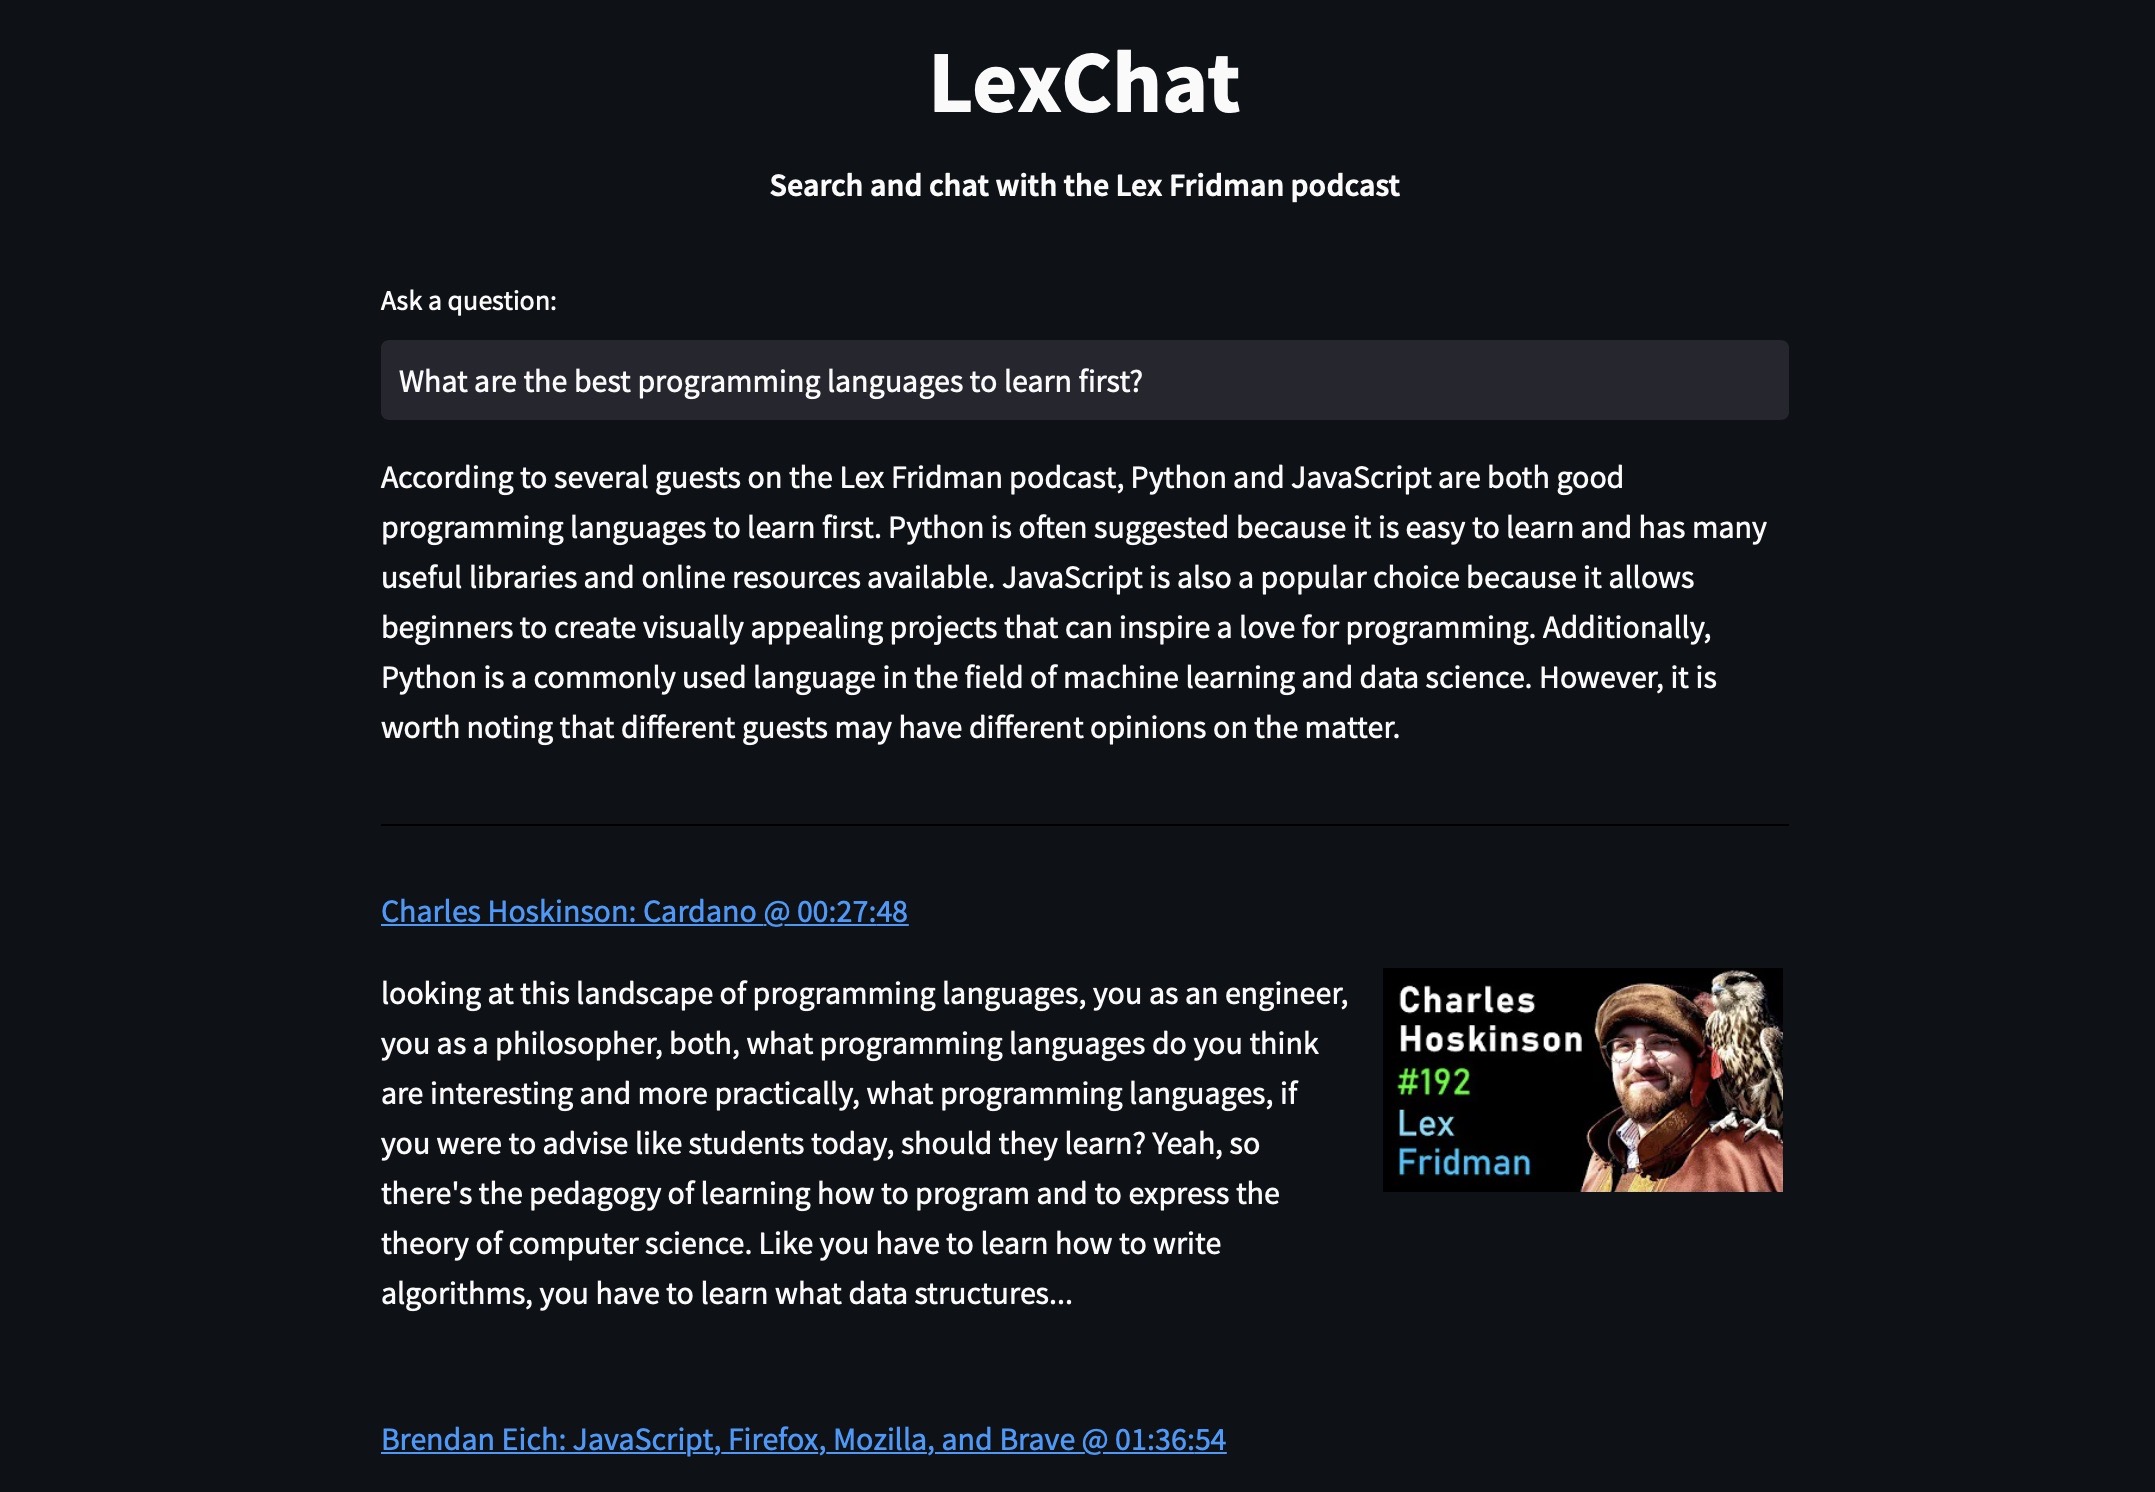 LexChat
Search and chat with the Lex Fridman podcast
Ask a question:
What are the best programming languages to learn first?
According to several guests on the Lex Fridman podcast, Python and JavaScript are both good
programming languages to learn first. Python is often suggested because it is easy to learn and has many
useful libraries and online resources available. JavaScript is also a popular choice because it allows
beginners to create visually appealing projects that can inspire a love for programming. Additionally,
Python is a commonly used language in the field of machine learning and data science. However, it is
worth noting that different guests may have different opinions on the matter.
Charles Hoskinson: Cardano @ 00:27:48
looking at this landscape of programming languages, you as an engineer,
you as a philosopher, both, what programming languages do you think
are interesting and more practically, what programming languages, if
you were to advise like students today, should they learn? Yeah, so
there's the pedagogy of learning how to program and to express the
theory of computer science. Like you have to learn how to write
algorithms, you have to learn what data structures...
Charles
Hoskinson
#192
Lex
Fridman
Brendan Eich: JavaScript, Firefox, Mozilla, and Brave @ 01:36:54